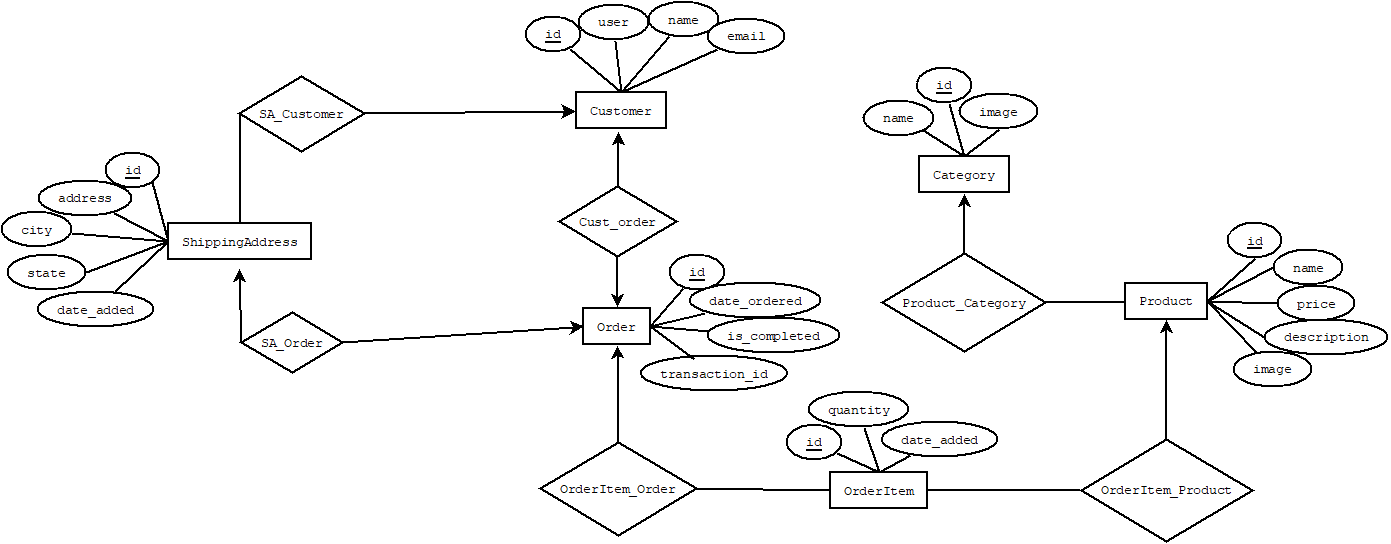 id
user
name
email
SA_Customer
Customer
id
name
image
Category
id
address
city
state
date_added
ShippingAddress
Cust_order
id
date_ordered
is_completed
transaction_id
Order
SA_Order
Product_Category
Product
id
name
price
description
image
quantity
id
date_added
OrderItem_Order
OrderItem
OrderItem_Product